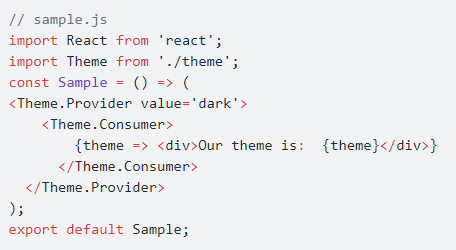 // sample.js
import React from 'react';
import Theme from './theme';
const Sample = () => (
<Theme.Provider value='dark'>
    <Theme.Consumer>
        {theme => <div>Our theme is:  {theme}</div>}
      </Theme.Consumer>
  </Theme.Provider>
);
export default Sample;